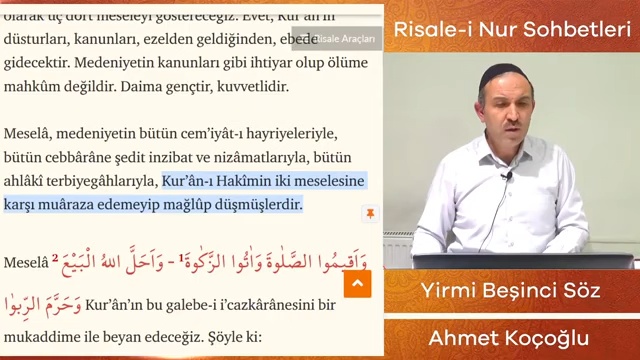 olarak üç dört meseleyi göstereceğiz. Evet, Kur'an'ın
düsturları, kanunları, ezelden geldiğinden, ebede
Risale Araçları
gidecektir. Medeniyetin kanunları gibi ihtiyar olup ölüme
mahkûm değildir. Daima gençtir, kuvvetlidir.
Meselâ, medeniyetin bütün cem'iyât-ı hayriyeleriyle,
bütün cebbârâne şedit inzibat ve nizâmatlarıyla, bütün
ahlâkî terbiyegâhlarıyla, Kur'ân-ı Hakîmin iki meselesine
karşı muâraza edemeyip mağlûp düşmüşlerdir.
Meselâ وَاَقِيمُوا الصَّلٰوةَ وَاٰتُوا الزَّكٰوةَ 1 - وَاَحَلَّ اللهُ الْبَيْعَ 2
وَحَرَّمَ الرِّبٰوا Kur'ân'ın bu galebe-i i'cazkârânesini bir
mukaddime ile beyan edeceğiz. Şöyle ki:
Risale-i Nur Sohbetleri
Yirmi Beşinci Söz
Ahmet Koçoğlu